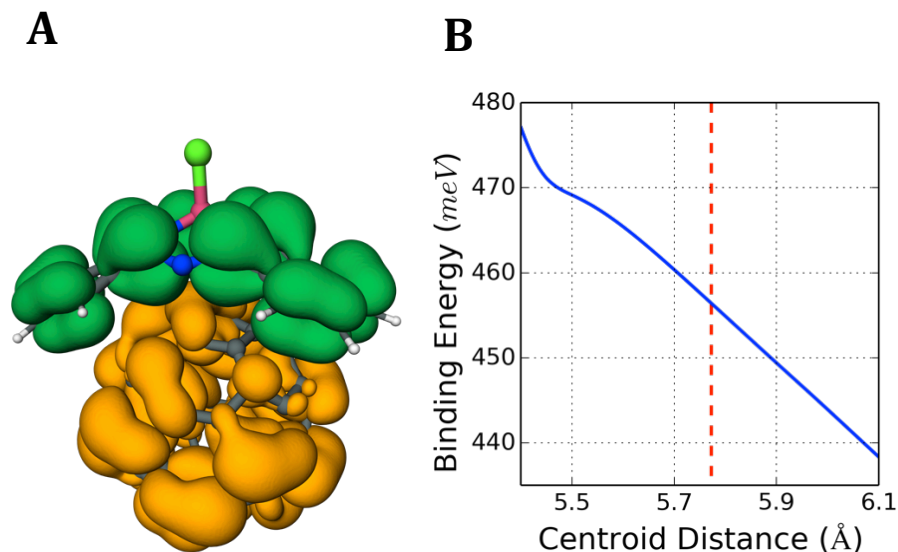 A
B
480
470
460
450
440
Binding Energy (meV)
5.5
5.7
5.9
6.1
Centroid Distance (Å)